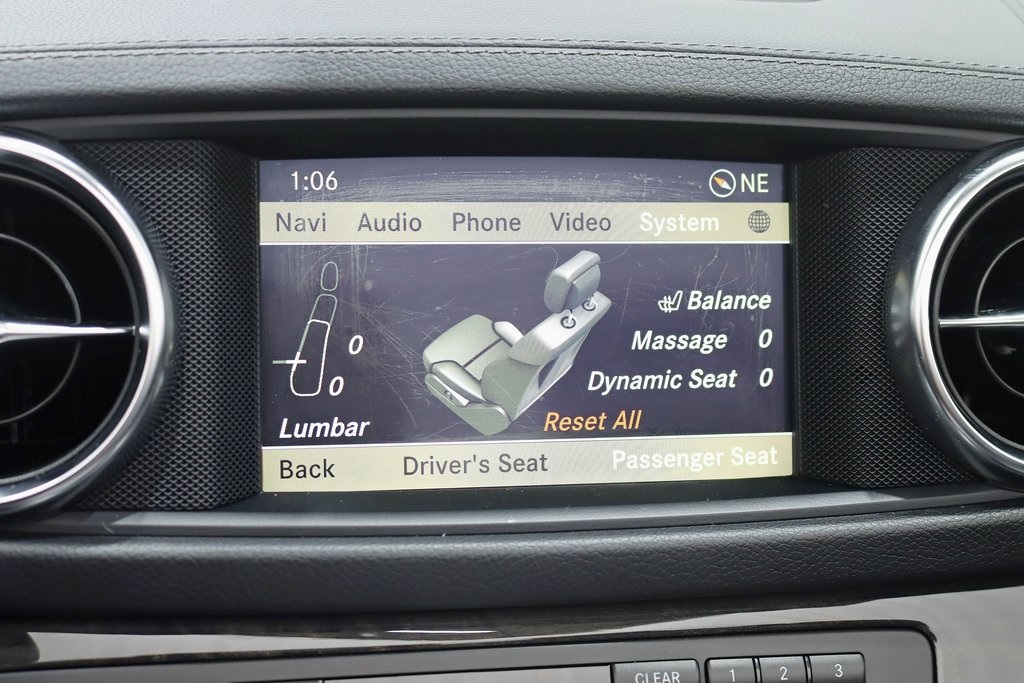 1:06 NE
Navi Audio Phone Video System
Balance
0 Massage 0
0 Dynamic Seat 0
Lumbar Reset All
Back Driver's Seat Passenger Seat
CLEAR 1 2 3